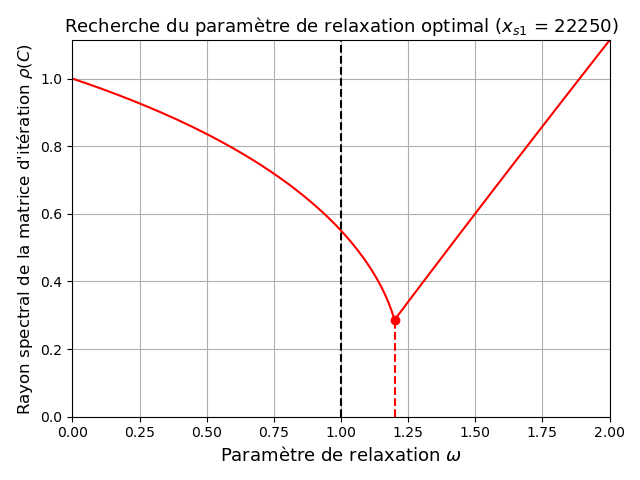 Recherche du paramètre de relaxation optimal (x_{s1} = 22250)
Rayon spectral de la matrice d'itération ρ(C)
1.0
0.8
0.6
0.4
0.2
0.0
0.00 0.25 0.50 0.75 1.00 1.25 1.50 1.75 2.00
Paramètre de relaxation ω